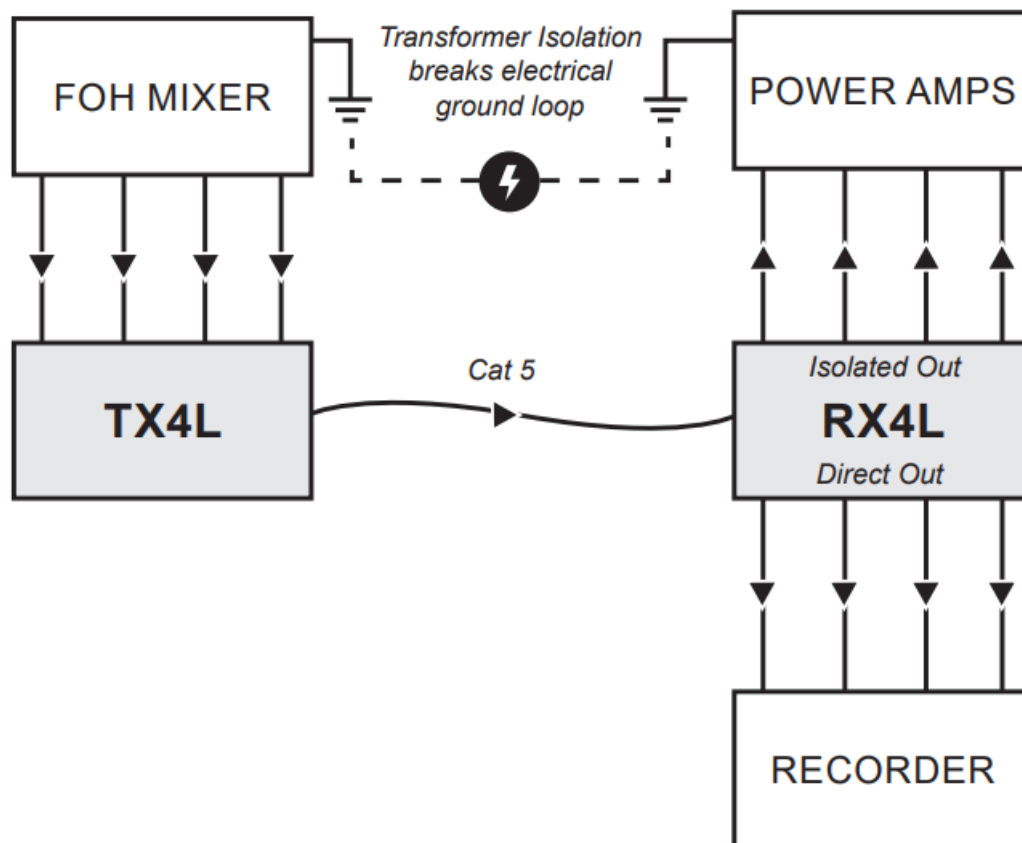 FOH MIXER
Transformer Isolation
breaks electrical
ground loop
POWER AMPS
TX4L
Cat 5
Isolated Out
RX4L
Direct Out
RECORDER